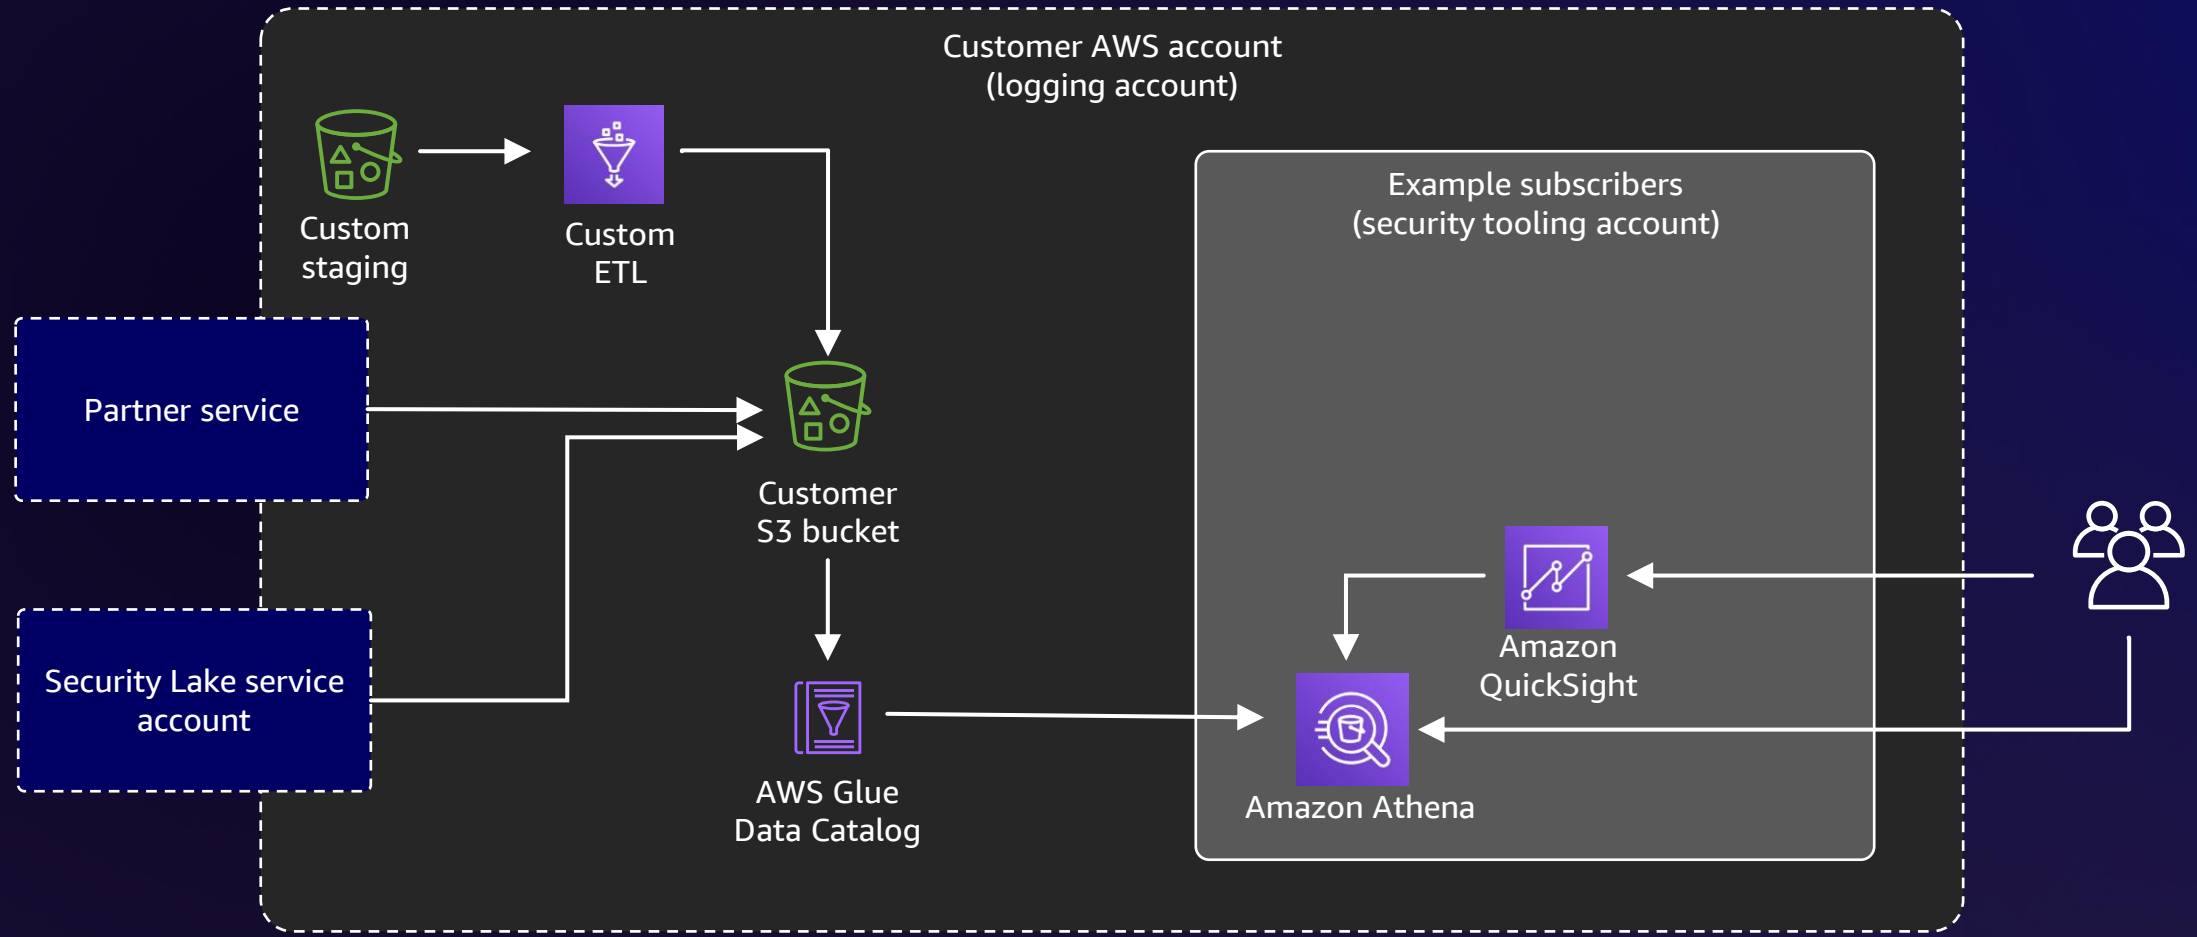 Customer AWS account
(logging account)
Custom
staging
Custom
ETL
Example subscribers
(security tooling account)
Partner service
Customer
S3 bucket
Security Lake service
account
AWS Glue
Data Catalog
Amazon
QuickSight
Amazon Athena